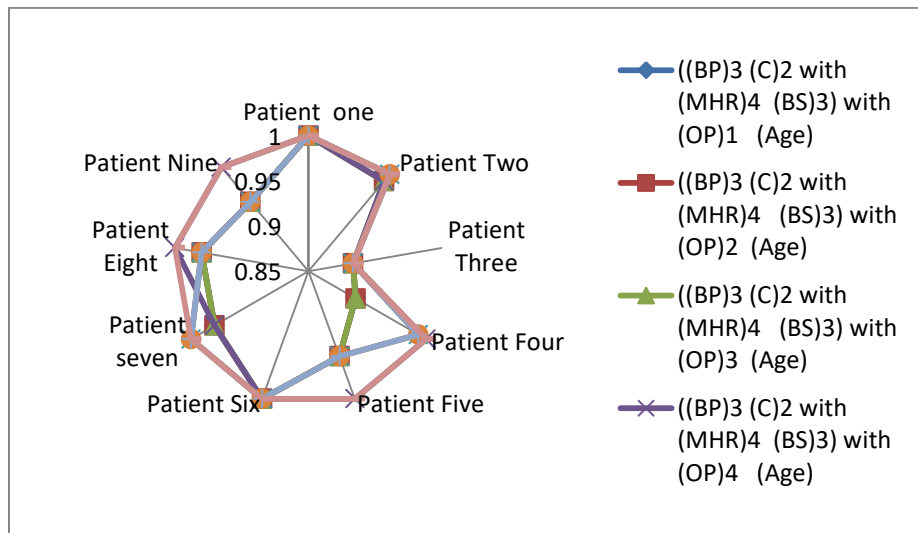 Patient one
1
Patient Two
Patient Nine
0.95
Patient
Eight
0.9
Patient
Three
0.85
Patient
seven
Patient Four
Patient Six
Patient Five
((BP)3 (C)2 with
(MHR)4 (BS)3) with
(OP)1 (Age)
((BP)3 (C)2 with
(MHR)4 (BS)3) with
(OP)2 (Age)
((BP)3 (C)2 with
(MHR)4 (BS)3) with
(OP)3 (Age)
((BP)3 (C)2 with
(MHR)4 (BS)3) with
(OP)4 (Age)